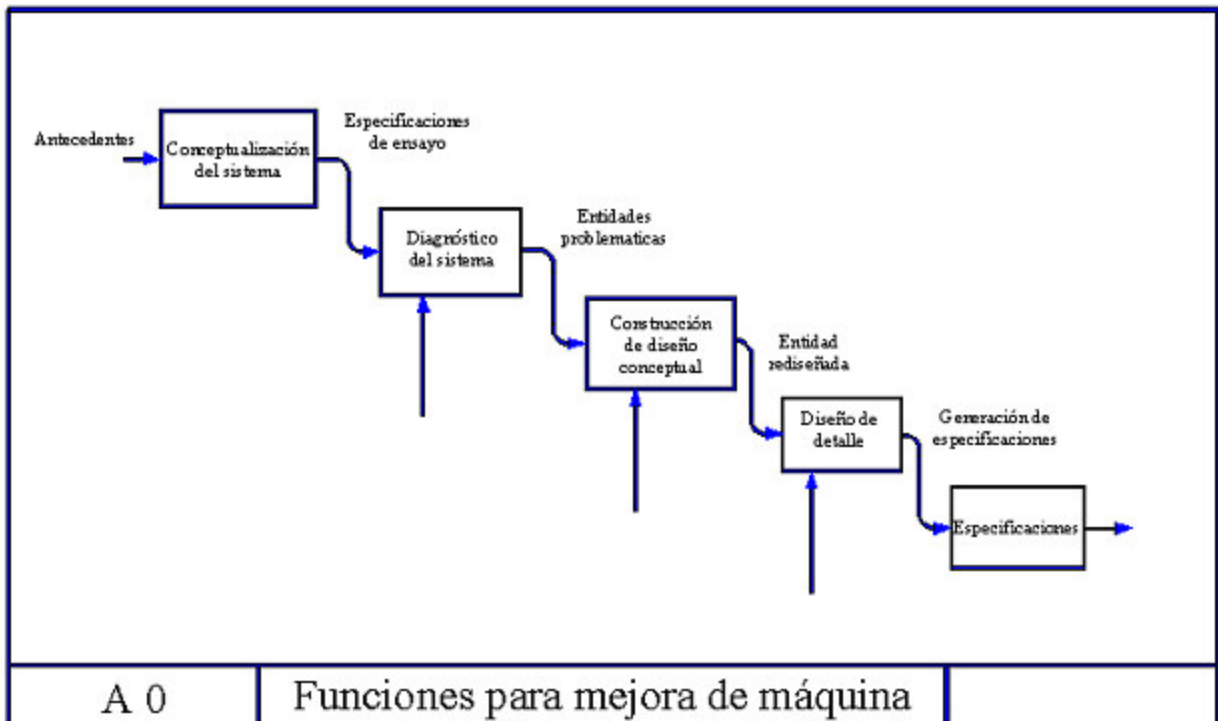 Antecedentes
Conceptualización
del sistema
Especificaciones
de ensayo
Diagnóstico
del sistema
Entidades
problematicas
Construcción
de diseño
conceptual
Entidad
rediseñada
Diseño de
detalle
Generación de
especificaciones
Especificaciones
A 0
Funciones para mejora de máquina